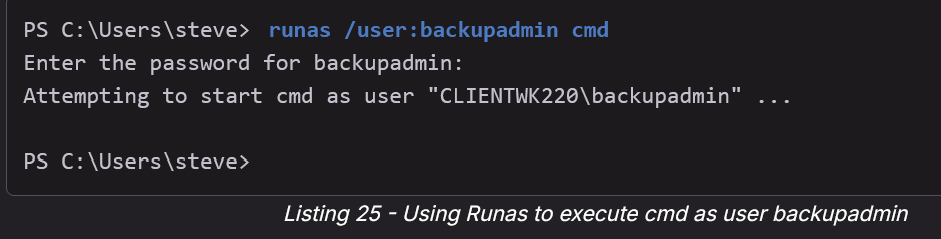 PS C:\Users\steve> runas /user:backupadmin cmd
Enter the password for backupadmin:
Attempting to start cmd as user "CLIENTWK220\backupadmin" ...
PS C:\Users\steve>
Listing 25 - Using Runas to execute cmd as user backupadmin